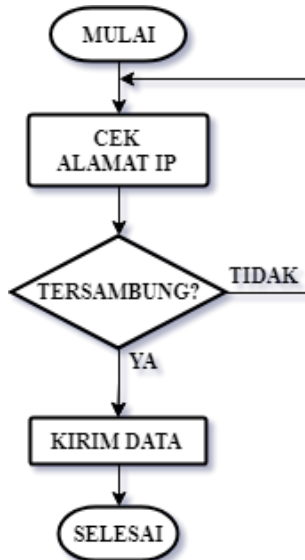 MULAI
CEK
ALAMAT IP
TERSAMBUNG?
TIDAK
YA
KIRIM DATA
SELESAI